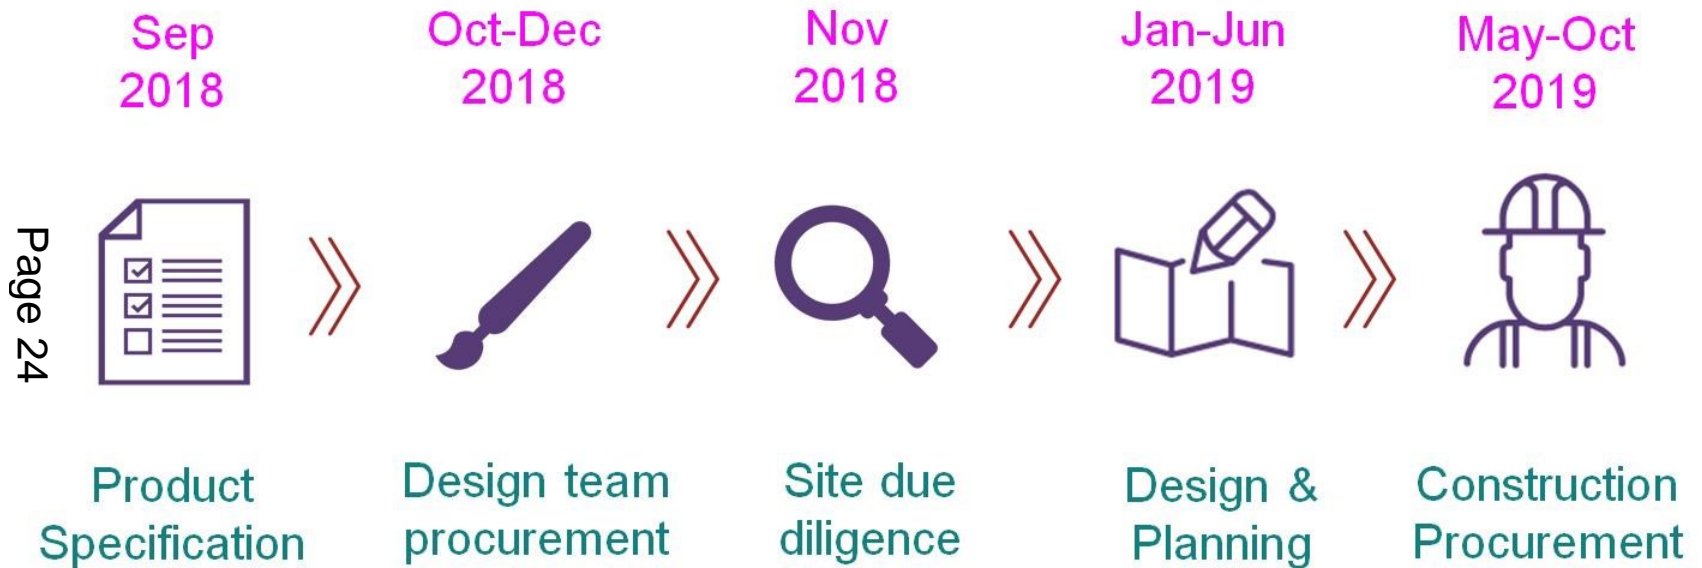 Sep
2018
Oct-Dec
2018
Nov
2018
Jan-Jun
2019
May-Oct
2019
Page 24
Product
Specification
Design team
procurement
Site due
diligence
Design &
Planning
Construction
Procurement